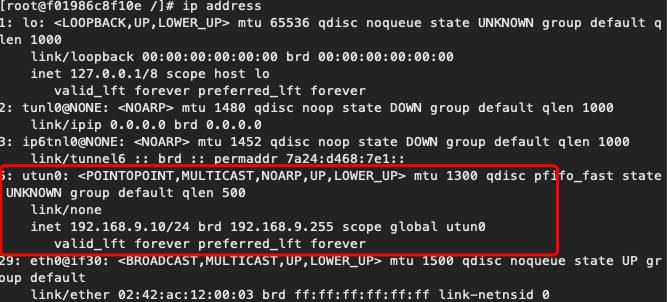 [root@f01986c8f10e /]# ip address
1: lo: <LOOPBACK,UP,LOWER_UP> mtu 65536 qdisc noqueue state UNKNOWN group default q
len 1000
link/loopback 00:00:00:00:00:00 brd 00:00:00:00:00:00
inet 127.0.0.1/8 scope host lo
valid_lft forever preferred_lft forever
2: tunl0@NONE: <NOARP> mtu 1480 qdisc noop state DOWN group default qlen 1000
link/ipip 0.0.0.0 brd 0.0.0.0
3: ip6tnl0@NONE: <NOARP> mtu 1452 qdisc noop state DOWN group default qlen 1000
link/tunnel6 :: brd :: permaddr 7a24:d468:7e1::
utun0: <POINTOPOINT,MULTICAST,NOARP,UP,LOWER_UP> mtu 1300 qdisc pfifo_fast state
UNKNOWN group default qlen 500
link/none
inet 192.168.9.10/24 brd 192.168.9.255 scope global utun0
valid_lft forever preferred_lft forever
29: eth0@if30: <BROADCAST,MULTICAST,UP,LOWER_UP> mtu 1500 qdisc noqueue state UP gr
oup default
link/ether 02:42:ac:12:00:03 brd ff:ff:ff:ff:ff:ff link-netnsid 0